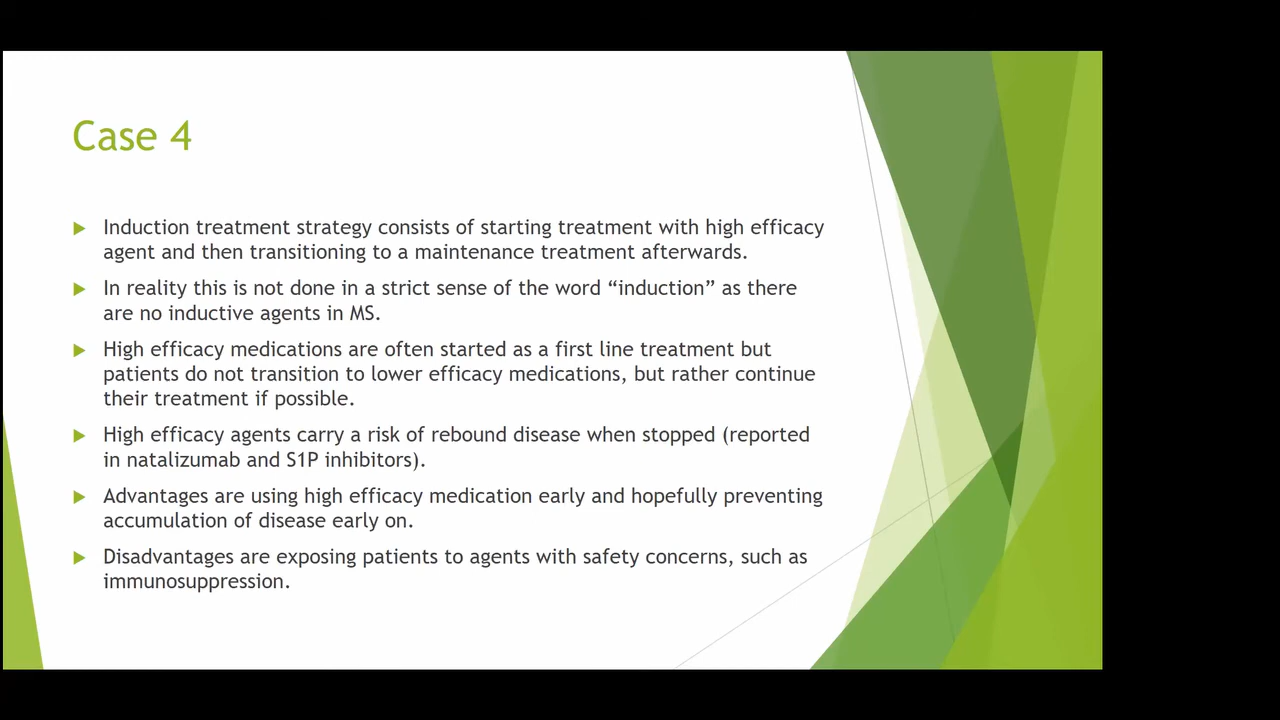 Case 4
Induction treatment strategy consists of starting treatment with high efficacy
agent and then transitioning to a maintenance treatment afterwards.
In reality this is not done in a strict sense of the word “induction” as there
are no inductive agents in MS.
High efficacy medications are often started as a first line treatment but
patients do not transition to lower efficacy medications, but rather continue
their treatment if possible.
High efficacy agents carry a risk of rebound disease when stopped (reported
in natalizumab and S1P inhibitors).
Advantages are using high efficacy medication early and hopefully preventing
accumulation of disease early on.
Disadvantages are exposing patients to agents with safety concerns, such as
immunosuppression.